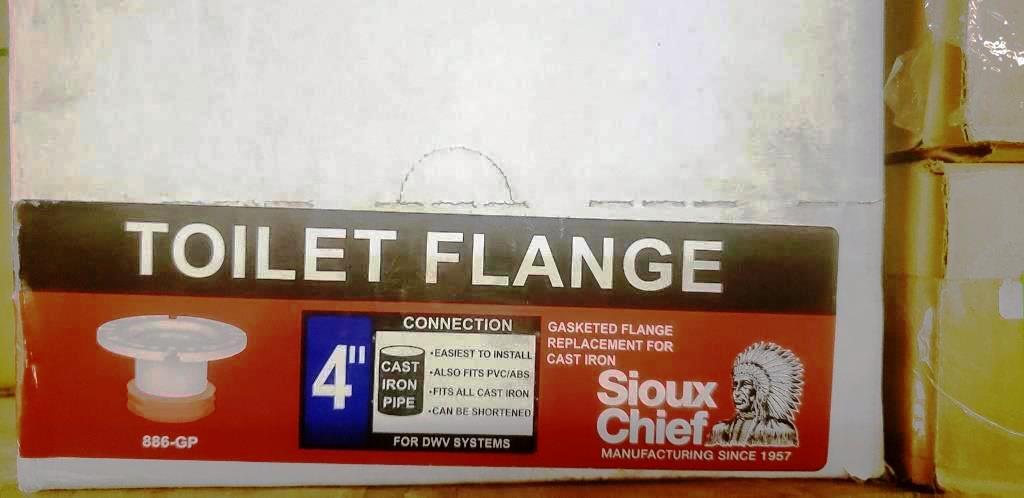 TOILET FLANGE
886-GP
CONNECTION
4"
CAST
IRON
PIPE
•EASIEST TO INSTALL
•ALSO FITS PVC/ABS
•FITS ALL CAST IRON
•CAN BE SHORTENED
FOR DWV SYSTEMS
GASKETED FLANGE
REPLACEMENT FOR
CAST IRON
Sioux
Chief
MANUFACTURING SINCE 1957